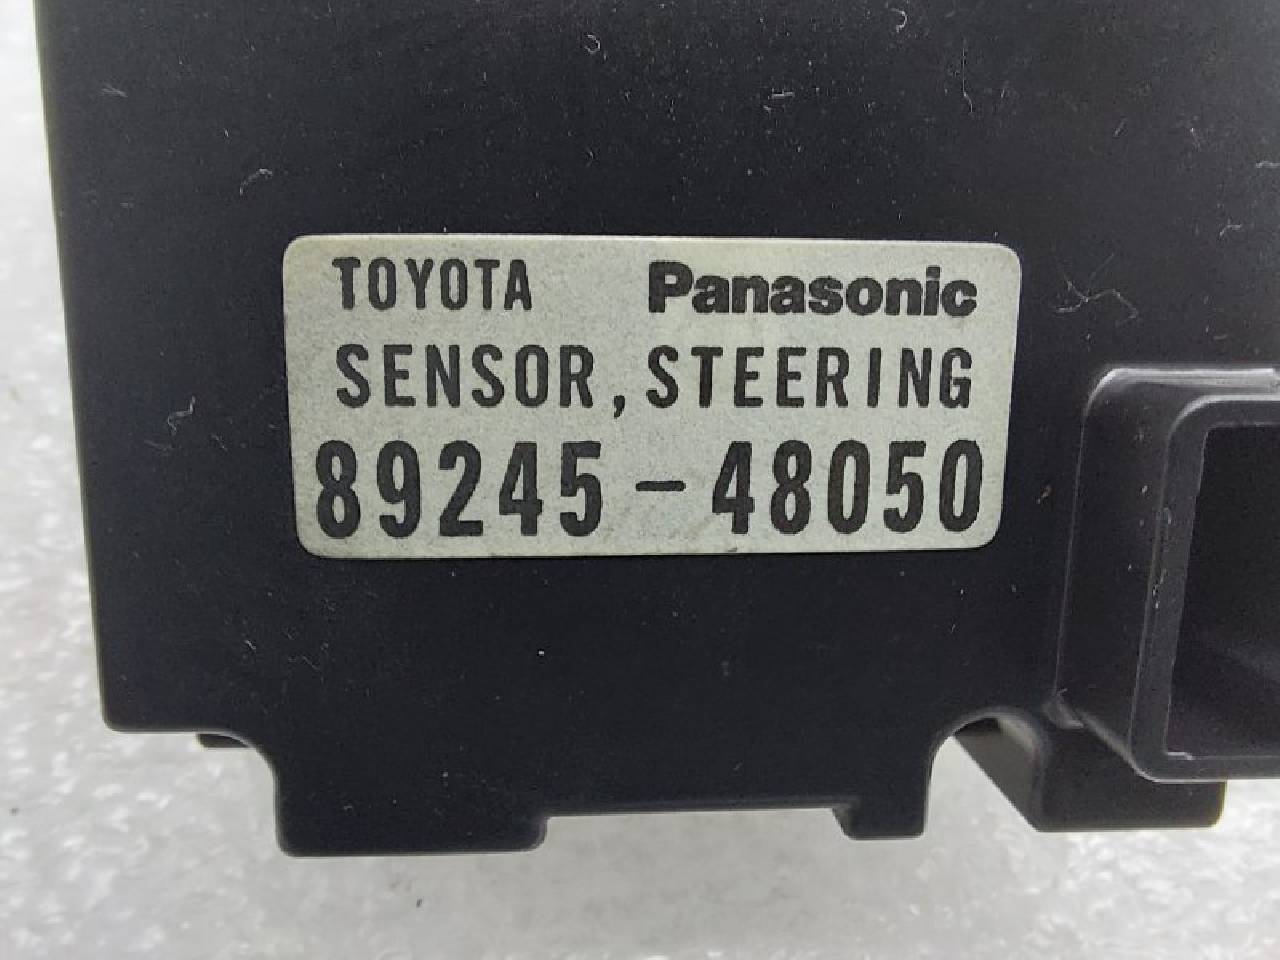 TOYOTA Panasonic
SENSOR, STEERING
89245-48050